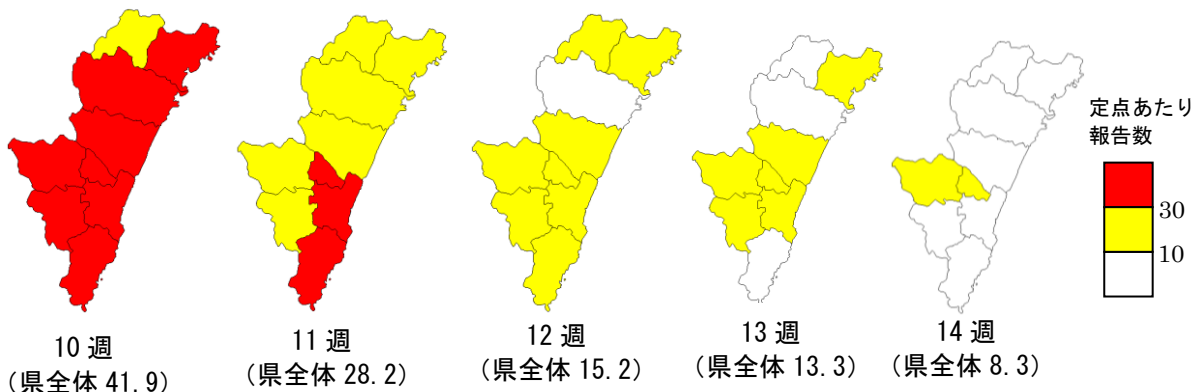 10 週
(県全体 41.9)
11 週
(県全体 28.2)
12 週
(県全体 15.2)
13 週
(県全体 13.3)
14 週
(県全体 8.3)
定点あたり
報告数
30
10